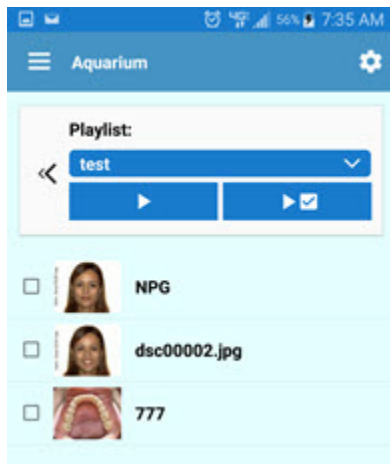 56% 7:35 AM
Aquarium
Playlist:
test
NPG
dsc00002.jpg
777